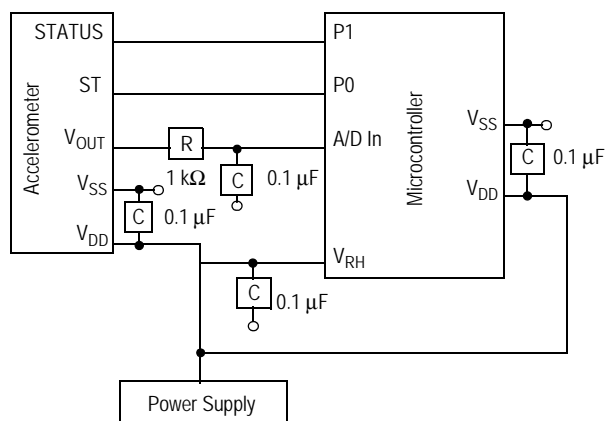 Accelerometer
STATUS
ST
VOUT
VSS
VDD
R
1 kΩ
C
0.1 µF
C
0.1 µF
C
0.1 µF
Microcontroller
P1
P0
A/D In
VRH
VSS
VDD
C
0.1 µF
Power Supply